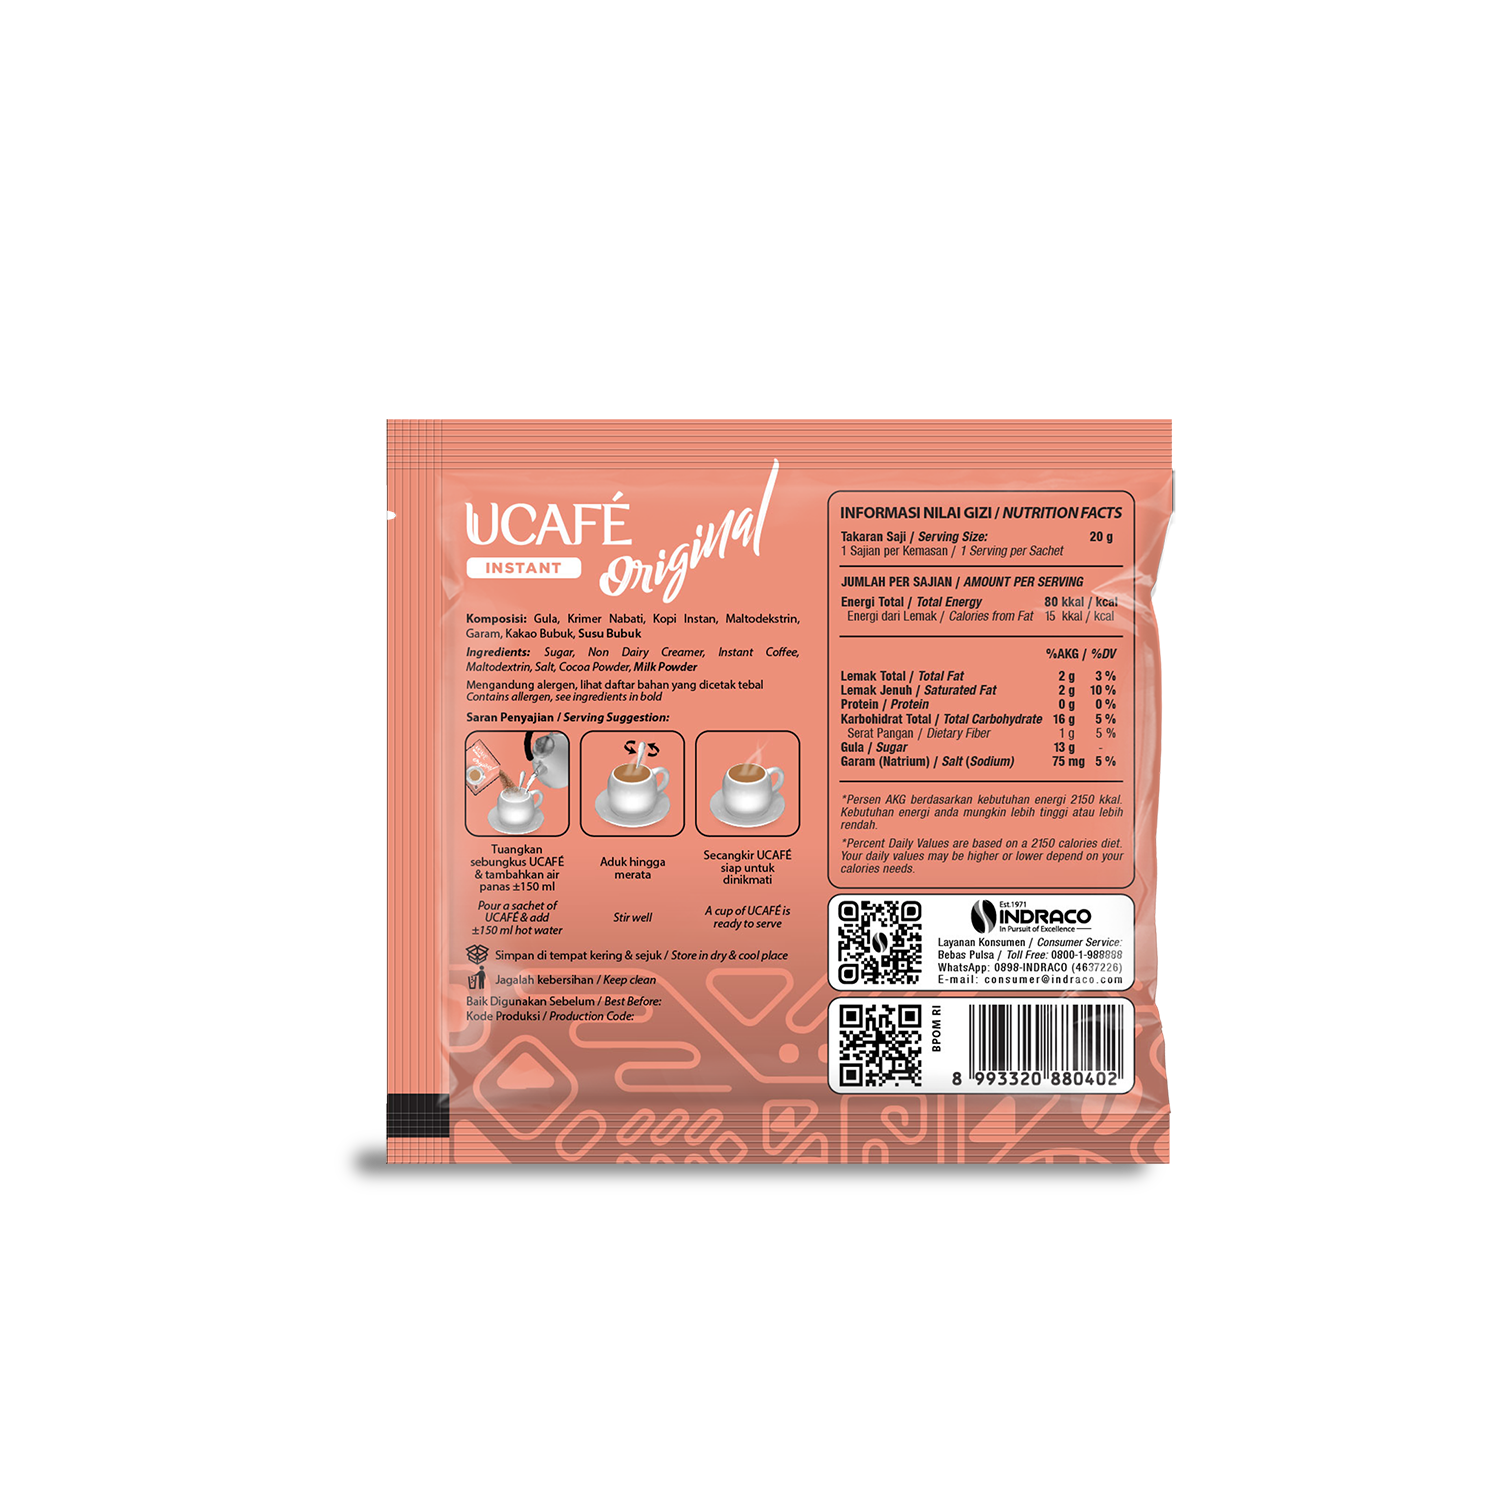 UCAFÉ
Original
INSTANT
Komposisi: Gula, Krimer Nabati, Kopi Instan, Maltodekstrin,
Garam, Kakao Bubuk, Susu Bubuk
Ingredients: Sugar, Non Dairy Creamer, Instant Coffee,
Maltodextrin, Salt, Cocoa Powder, Milk Powder
Mengandung alergen, lihat daftar bahan yang dicetak tebal
Contains allergen, see ingredients in bold
Saran Penyajian / Serving Suggestion:
Tuangkan
sebungkus UCAFÉ
& tambahkan air
panas ±150 ml
Pour a sachet of
UCAFÉ & add
±150 ml hot water
Aduk hingga
merata
Stir well
Secangkir UCAFÉ
siap untuk
dinikmati
A cup of UCAFÉ is
ready to serve
Simpan di tempat kering & sejuk / Store in dry & cool place
Jagalah kebersihan / Keep clean
Baik Digunakan Sebelum / Best Before:
Kode Produksi / Production Code:
INFORMASI NILAI GIZI / NUTRITION FACTS
Takaran Saji / Serving Size: 20 g
1 Sajian per Kemasan / 1 Serving per Sachet
JUMLAH PER SAJIAN / AMOUNT PER SERVING
Energi Total / Total Energy 80 kkal / kcal
Energi dari Lemak / Calories from Fat 15 kkal / kcal
%AKG / %DV
Lemak Total / Total Fat 2 g 3 %
Lemak Jenuh / Saturated Fat 2 g 10 %
Protein / Protein 0 g 0 %
Karbohidrat Total / Total Carbohydrate 16 g 5 %
Serat Pangan / Dietary Fiber 1 g 5 %
Gula / Sugar 13 g -
Garam (Natrium) / Salt (Sodium) 75 mg 5 %
*Persen AKG berdasarkan kebutuhan energi 2150 kkal.
Kebutuhan energi anda mungkin lebih tinggi atau lebih
rendah.
*Percent Daily Values are based on a 2150 calories diet.
Your daily values may be higher or lower depend on your
calories needs.
Est.1971
INDRACO
In Pursuit of Excellence
Layanan Konsumen / Consumer Service:
Bebas Pulsa / Toll Free: 0800-1-988888
WhatsApp: 0898-INDRACO (4637226)
E-mail: consumer@indraco.com
BPOM RI
8 993320 880402